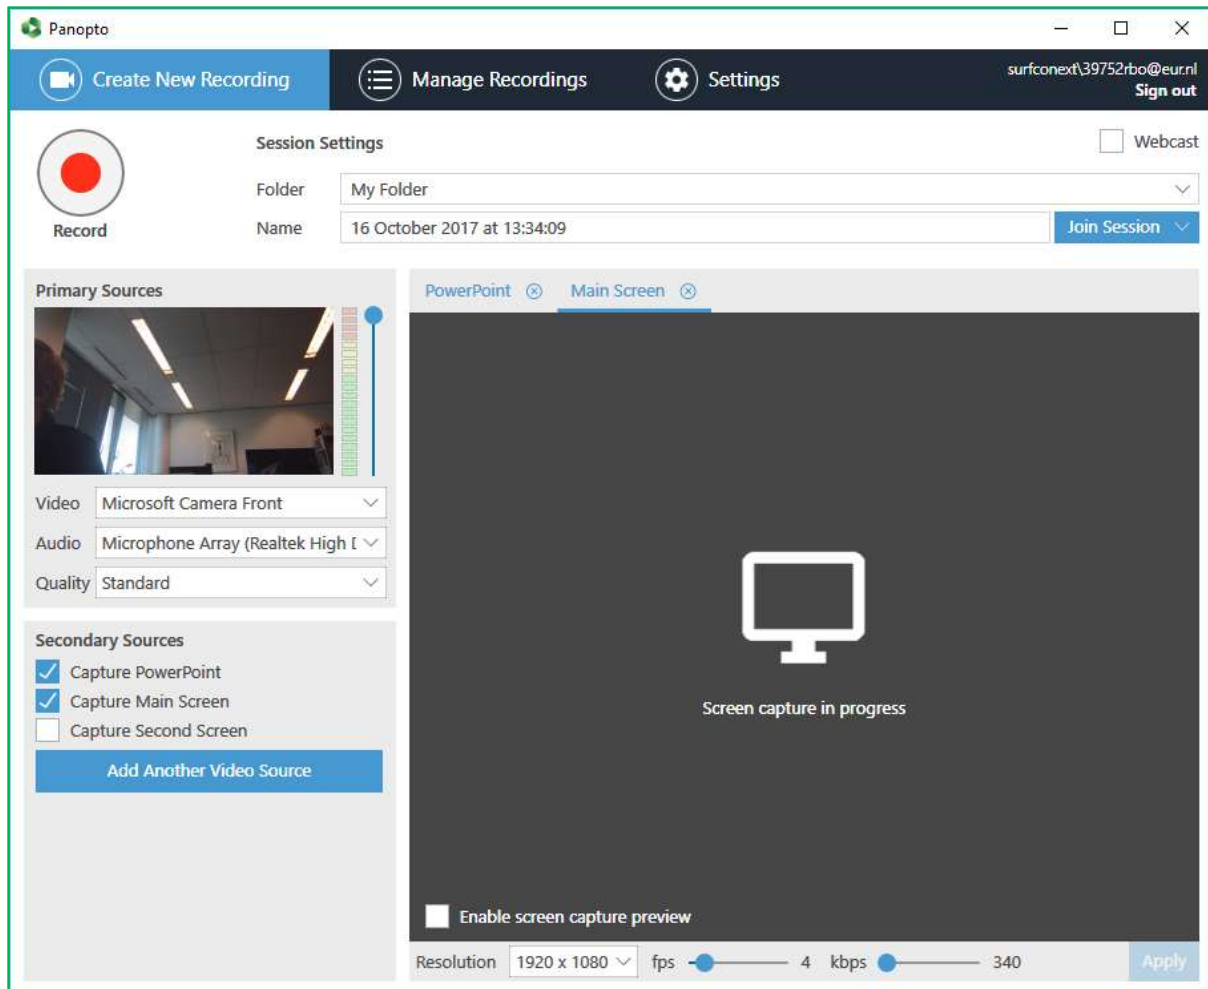 Panopto
Create New Recording
Manage Recordings
Settings
surfconext\39752rbo@eur.nl
Sign out
Record
Session Settings
Webcast
Folder
My Folder
Name
16 October 2017 at 13:34:09
Join Session
Primary Sources
Video
Microsoft Camera Front
Audio
Microphone Array (Realtek High D
Quality
Standard
Secondary Sources
Capture PowerPoint
Capture Main Screen
Capture Second Screen
Add Another Video Source
PowerPoint
Main Screen
Screen capture in progress
Enable screen capture preview
Resolution
1920 x 1080
fps
4
kbps
340
Apply